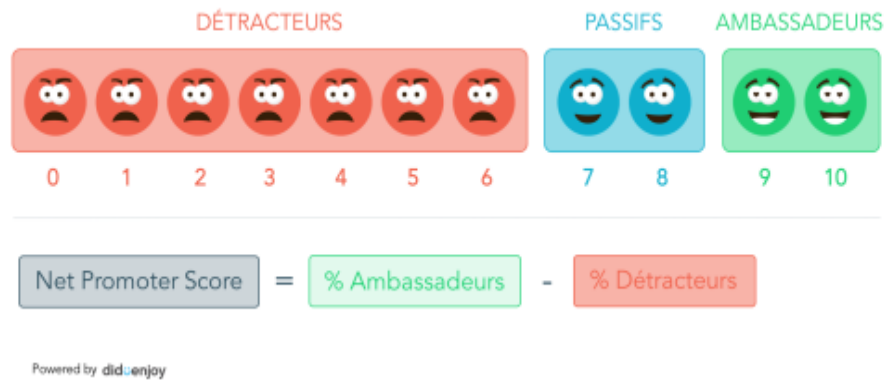 DÉTRACTEURS PASSIFS AMBASSADEURS
0 1 2 3 4 5 6 7 8 9 10
Net Promoter Score = % Ambassadeurs - % Détracteurs
Powered by diduenjoy